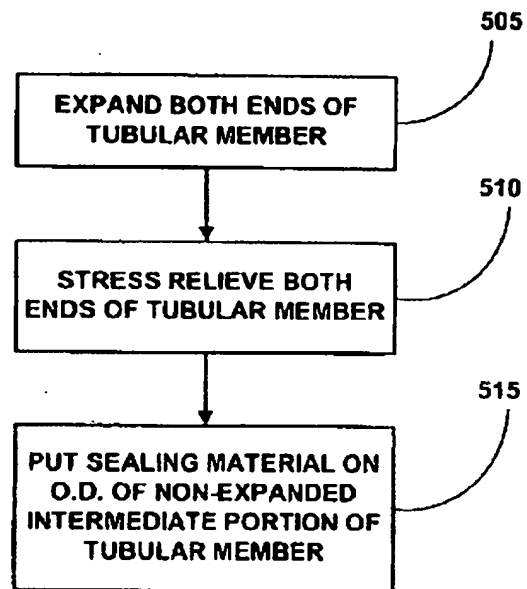 505
EXPAND BOTH ENDS OF
TUBULAR MEMBER
510
STRESS RELIEVE BOTH
ENDS OF TUBULAR MEMBER
515
PUT SEALING MATERIAL ON
O.D. OF NON-EXPANDED
INTERMEDIATE PORTION OF
TUBULAR MEMBER